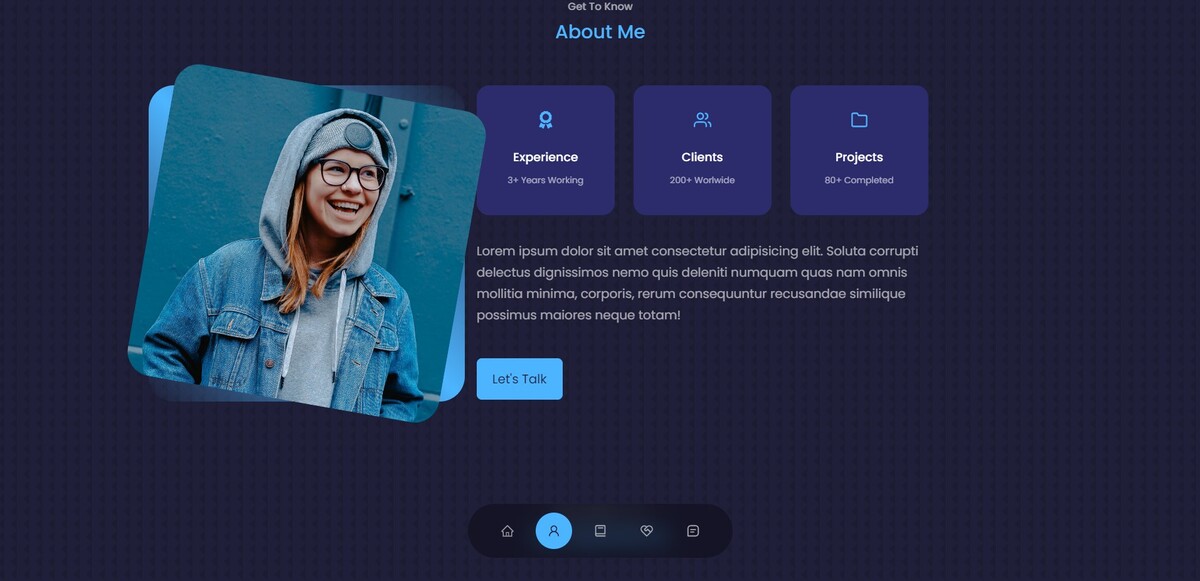 Get To Know
About Me
Experience
3+ Years Working
Clients
200+ Worlwide
Projects
80+ Completed
Lorem ipsum dolor sit amet consectetur adipisicing elit. Soluta corrupti
delectus dignissimos nemo quis deleniti numquam quas nam omnis
mollitia minima, corporis, rerum consequuntur recusandae similique
possimus maiores neque totam!
Let's Talk